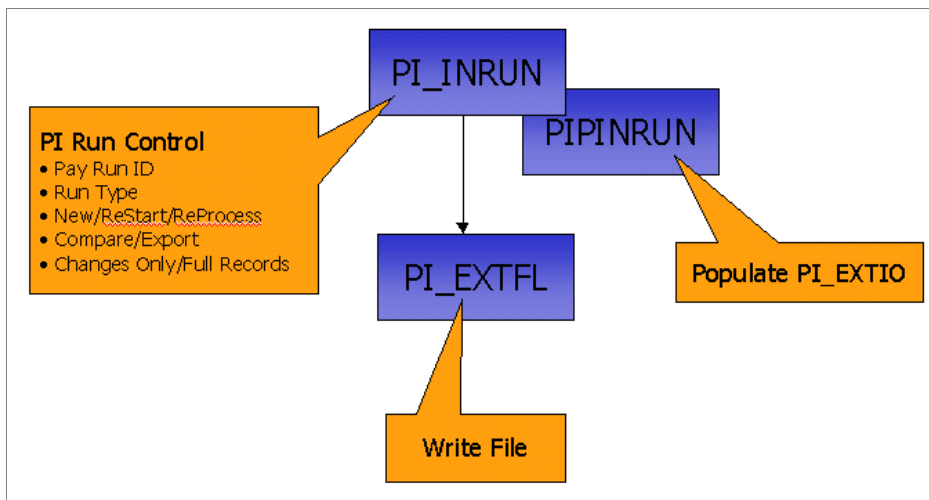 PI_INRUN
PIPINRUN
PI Run Control
• Pay Run ID
• Run Type
• New/ReStart/ReProcess
• Compare/Export
• Changes Only/Full Records
PI_EXTFL
Populate PI_EXTIO
Write File